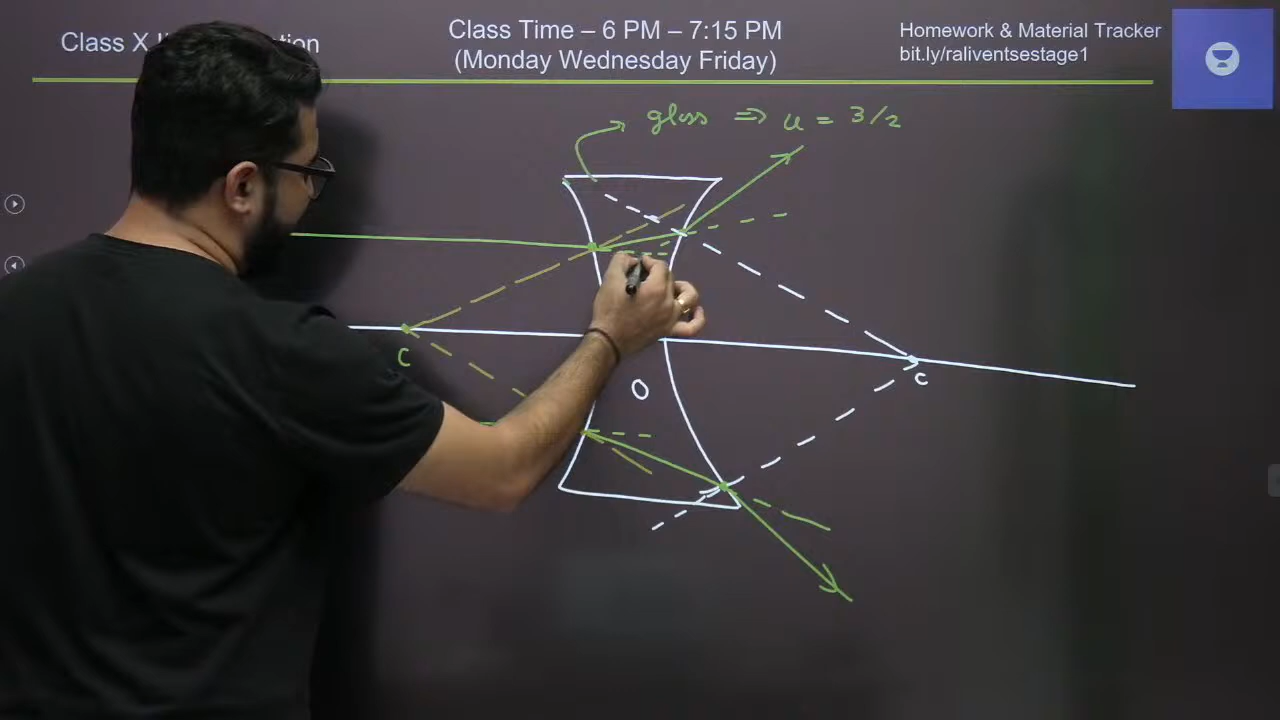 Class X
Class Time – 6 PM – 7:15 PM
(Monday Wednesday Friday)
Homework & Material Tracker
bit.ly/raliventsestage1
glass ⇒ u = 3/2
C
O
C